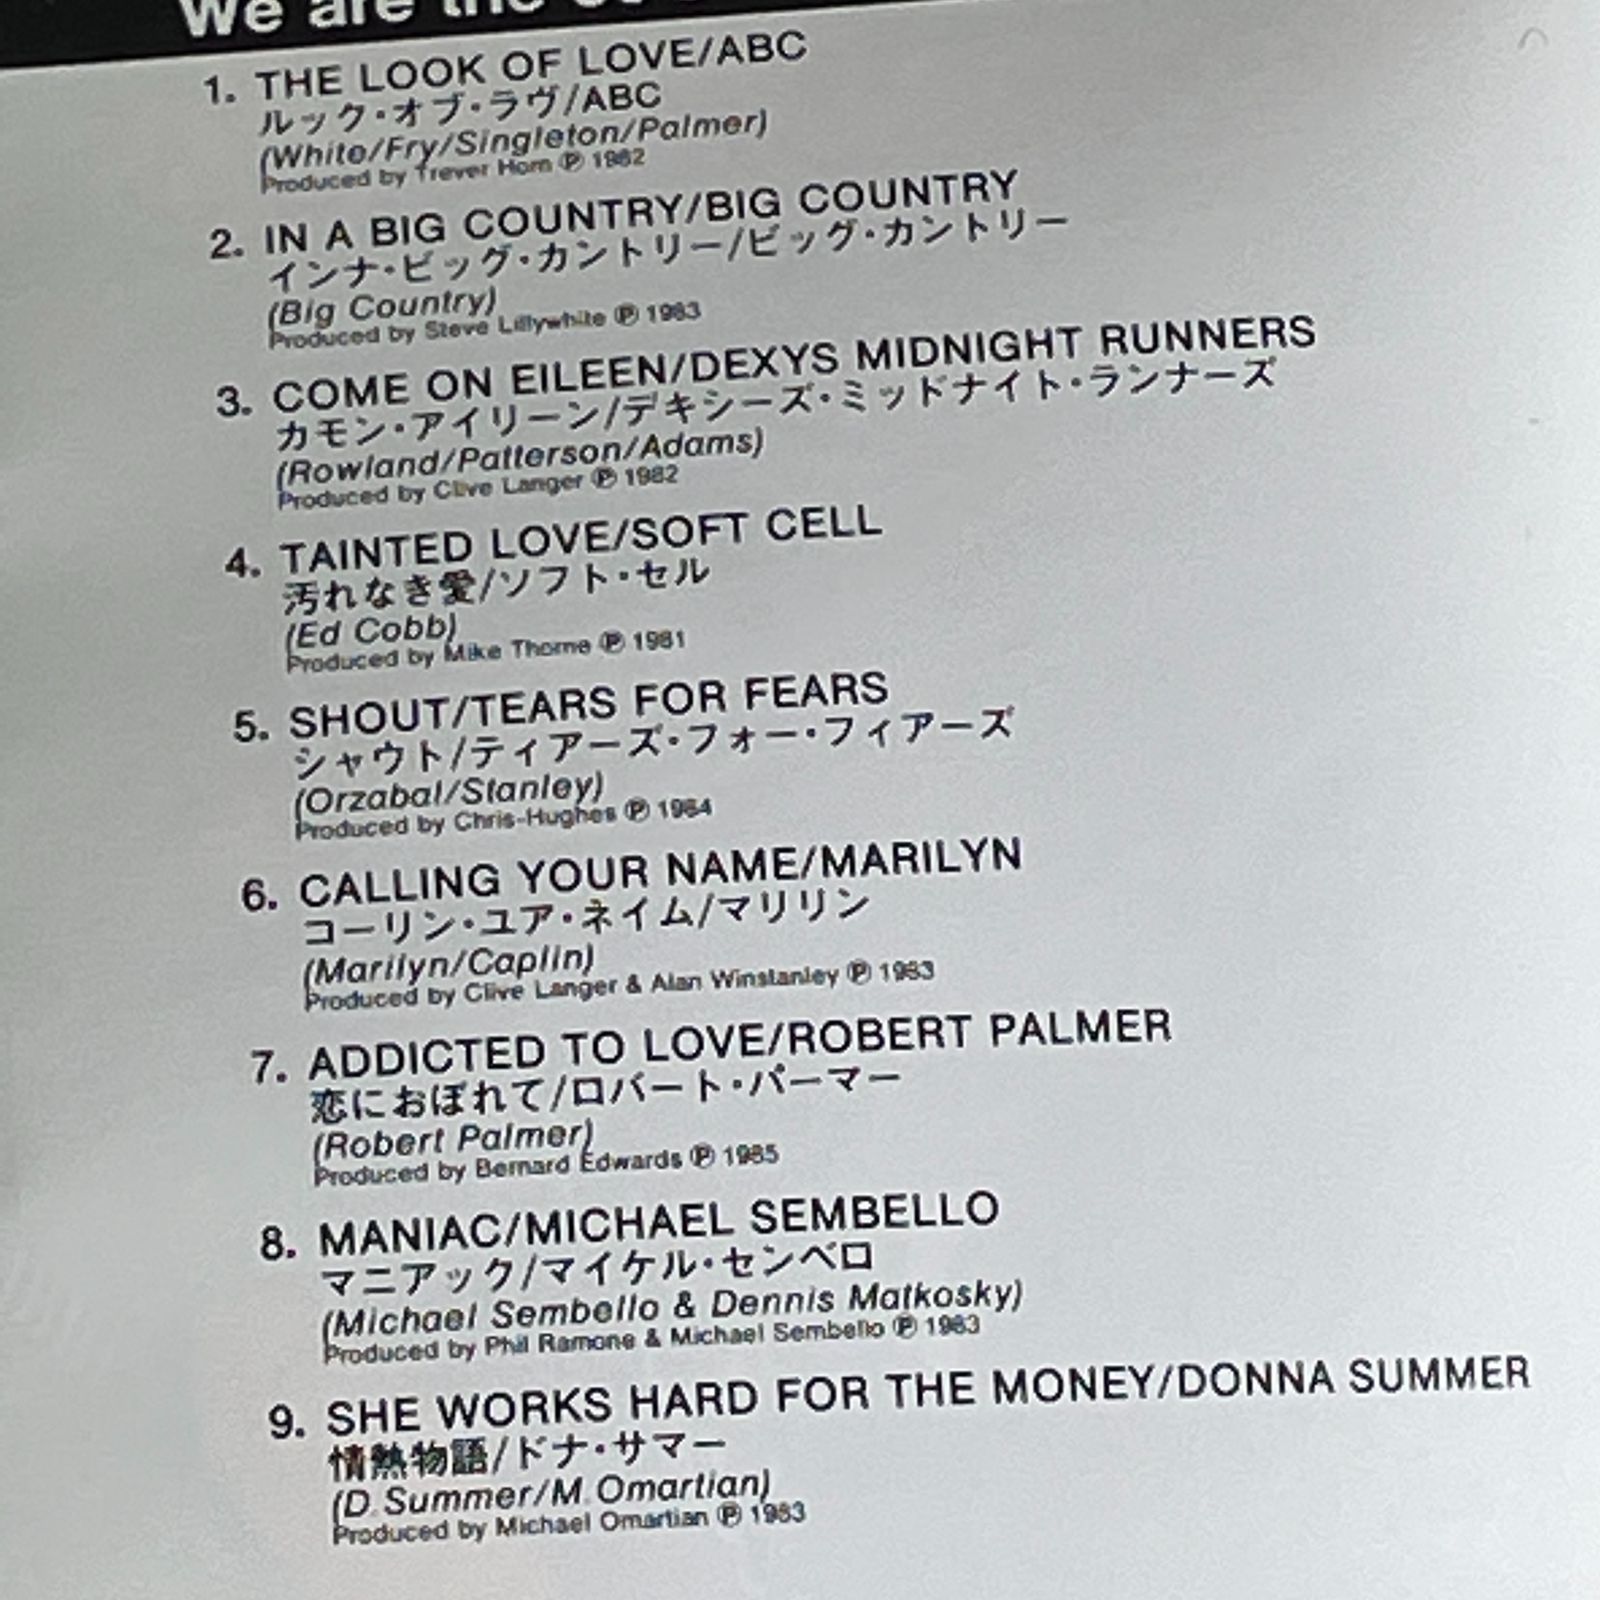 We are the
1. THE LOOK OF LOVE/ABC
ルック・オブ・ラヴ/ABC
(White/Fry/Singleton/Palmer)
Produced by Trever Horn Ⓟ 1982
2. IN A BIG COUNTRY/BIG COUNTRY
インナ・ビッグ・カントリー/ビッグ・カントリー
(Big Country)
Produced by Steve Lillywhite Ⓟ 1983
3. COME ON EILEEN/DEXYS MIDNIGHT RUNNERS
カモン・アイリーン/デキシーズ・ミッドナイト・ランナーズ
(Rowland/Patterson/Adams)
Produced by Clive Langer Ⓟ 1982
4. TAINTED LOVE/SOFT CELL
汚れなき愛/ソフト・セル
(Ed Cobb)
Produced by Mike Thorne Ⓟ 1981
5. SHOUT/TEARS FOR FEARS
シャウト/ティアーズ・フォー・フィアーズ
(Orzabal/Stanley)
Produced by Chris-Hughes Ⓟ 1984
6. CALLING YOUR NAME/MARILYN
コーリン・ユア・ネイム/マリリン
(Marilyn/Caplin)
Produced by Clive Langer & Alan Winstanley Ⓟ 1983
7. ADDICTED TO LOVE/ROBERT PALMER
恋におぼれて/ロバート・パーマー
(Robert Palmer)
Produced by Bernard Edwards Ⓟ 1985
8. MANIAC/MICHAEL SEMBELLO
マニアック/マイケル・センベロ
(Michael Sembello & Dennis Matkosky)
Produced by Phil Ramone & Michael Sembello Ⓟ 1983
9. SHE WORKS HARD FOR THE MONEY/DONNA SUMMER
情熱物語/ドナ・サマー
(D. Summer/M. Omartian)
Produced by Michael Omartian Ⓟ 1983